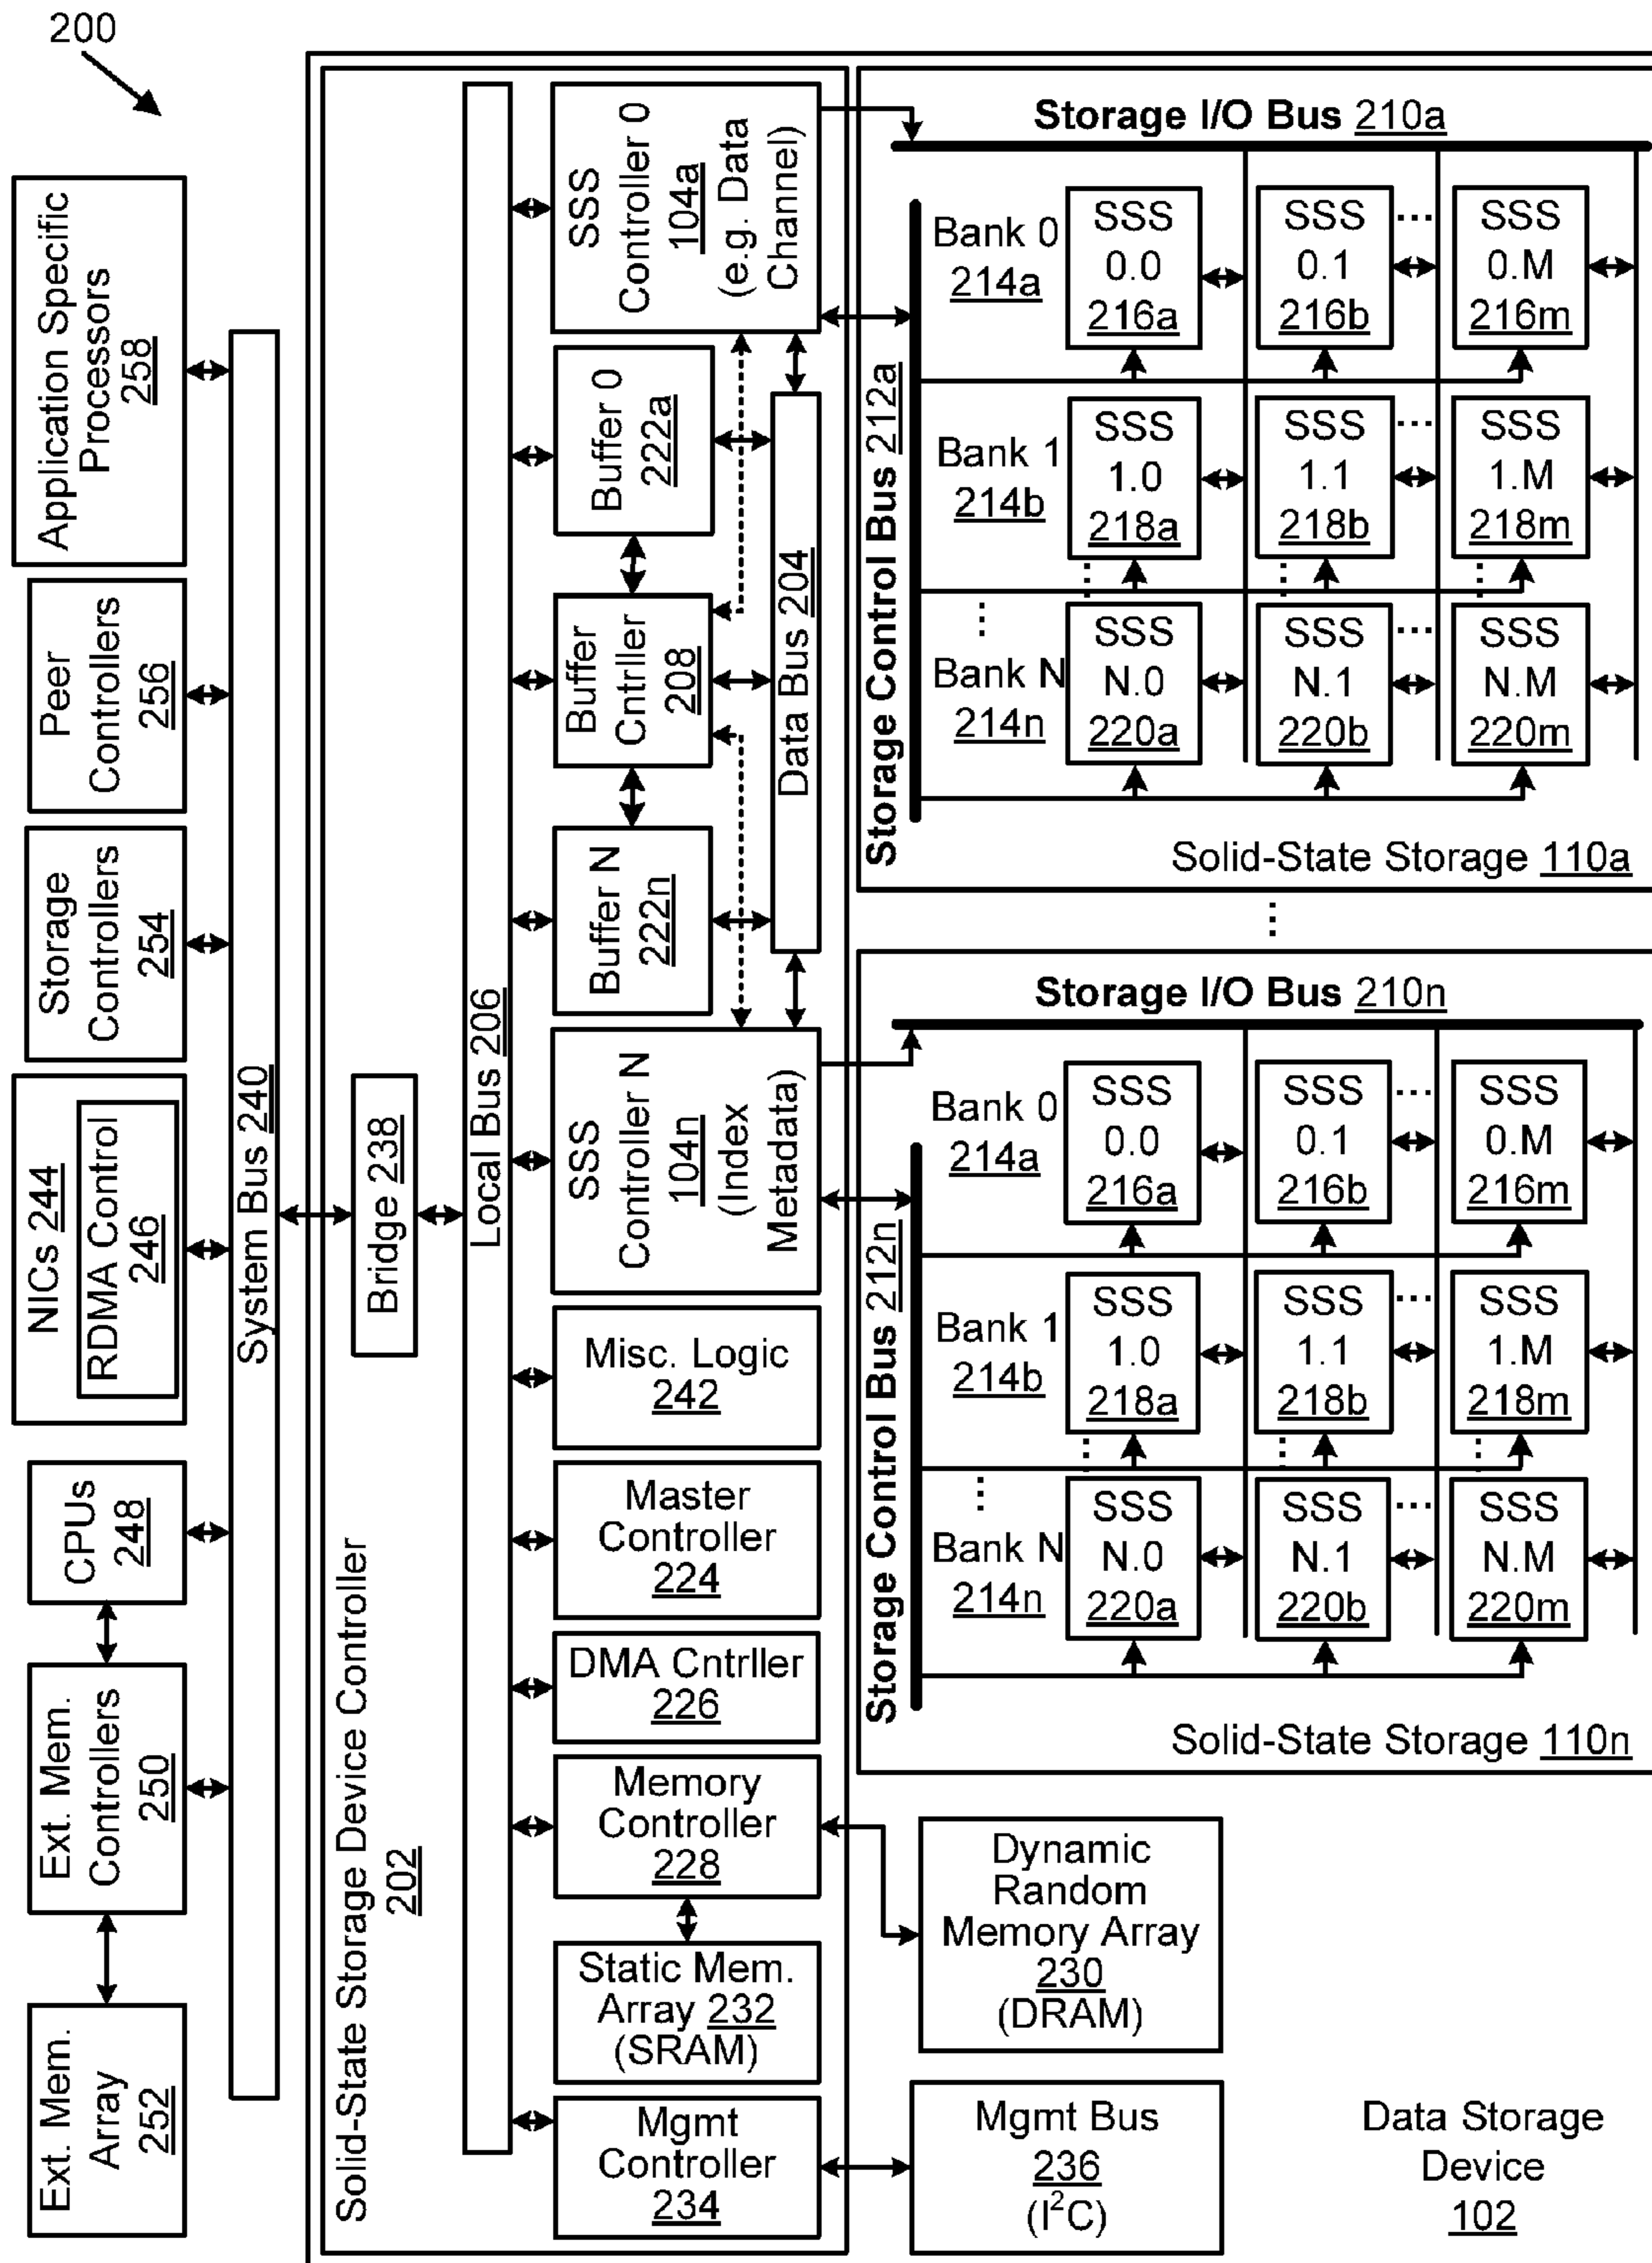 200
Application Specific
Processors
258
Peer
Controllers
256
Storage
Controllers
254
NICs 244
RDMA Control
246
CPUs
248
Ext. Mem.
Controllers
250
Ext. Mem.
Array
252
System Bus 240
Solid-State Storage Device Controller
202
Bridge 238
Local Bus 206
SSS
Controller 0
104a
(e.g. Data
Channel)
Buffer 0
222a
Buffer
Cntrller
208
Buffer N
222n
Data Bus 204
SSS
Controller N
104n
(Index
Metadata)
Misc. Logic
242
Master
Controller
224
DMA Cntrller
226
Memory
Controller
228
Static Mem.
Array 232
(SRAM)
Mgmt
Controller
234
Storage I/O Bus 210a
Storage Control Bus 212a
Bank 0
214a
SSS
0.0
216a
SSS
0.1
216b
...
SSS
0.M
216m
Bank 1
214b
SSS
1.0
218a
SSS
1.1
218b
...
SSS
1.M
218m
Bank N
214n
SSS
N.0
220a
SSS
N.1
220b
...
SSS
N.M
220m
Solid-State Storage 110a
Storage I/O Bus 210n
Storage Control Bus 212n
Bank 0
214a
SSS
0.0
216a
SSS
0.1
216b
...
SSS
0.M
216m
Bank 1
214b
SSS
1.0
218a
SSS
1.1
218b
...
SSS
1.M
218m
Bank N
214n
SSS
N.0
220a
SSS
N.1
220b
...
SSS
N.M
220m
Solid-State Storage 110n
Dynamic
Random
Memory Array
230
(DRAM)
Mgmt Bus
236
(I²C)
Data Storage
Device
102